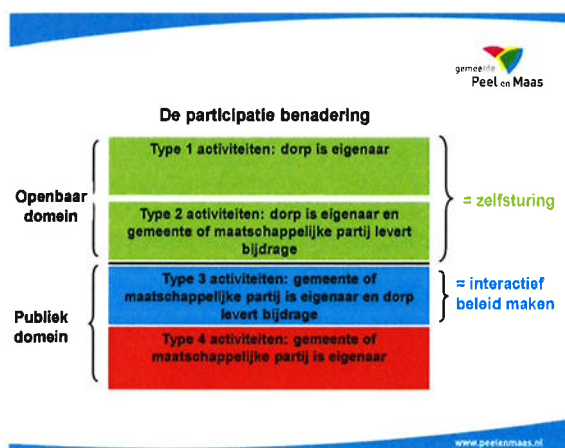 gemeente
Peel en Maas
De participatie benadering
Type 1 activiteiten: dorp is eigenaar
Openbaar
domein
= zelfsturing
Type 2 activiteiten: dorp is eigenaar en
gemeente of maatschappelijke partij levert
bijdrage
Type 3 activiteiten: gemeente of
maatschappelijke partij is eigenaar en dorp
levert bijdrage
= interactief
beleid maken
Publiek
domein
Type 4 activiteiten: gemeente of
maatschappelijke partij is eigenaar
www.peelenmaas.nl